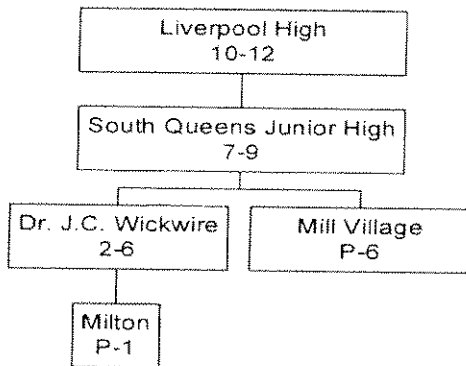 Liverpool High
10-12
South Queens Junior High
7-9
Dr. J.C. Wickwire
2-6
Mill Village
P-6
Milton
P-1